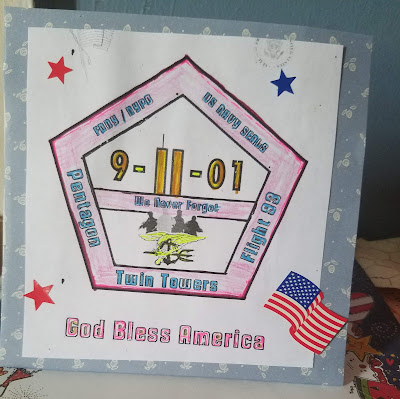 FDNY / NYPD
US NAVY SEALS
9-11-01
We Never Forget
Pentagon
Flight 93
Twin Towers
God Bless America